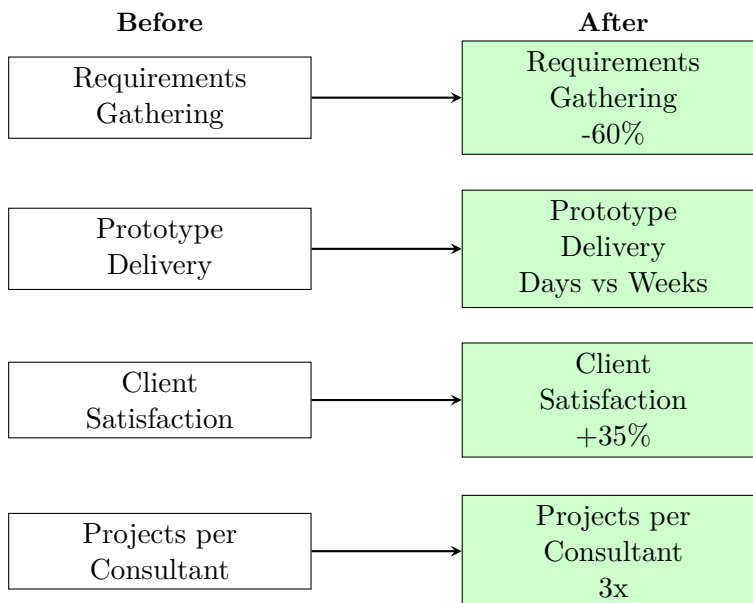 Before
After
Requirements
Gathering
Requirements
Gathering
-60%
Prototype
Delivery
Prototype
Delivery
Days vs Weeks
Client
Satisfaction
Client
Satisfaction
+35%
Projects per
Consultant
Projects per
Consultant
3x